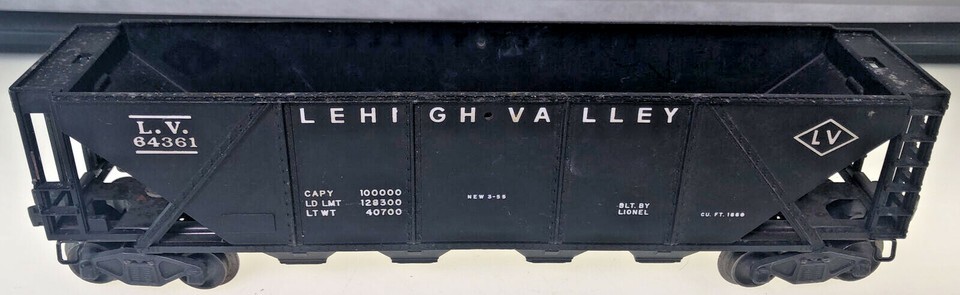 LEHIGH VALLEY
L.V.
64361
LV
CAPY 100000
LD LMT 128300
LT WT 40700
NEW 3-55
BLT. BY
LIONEL
CU. FT. 1860